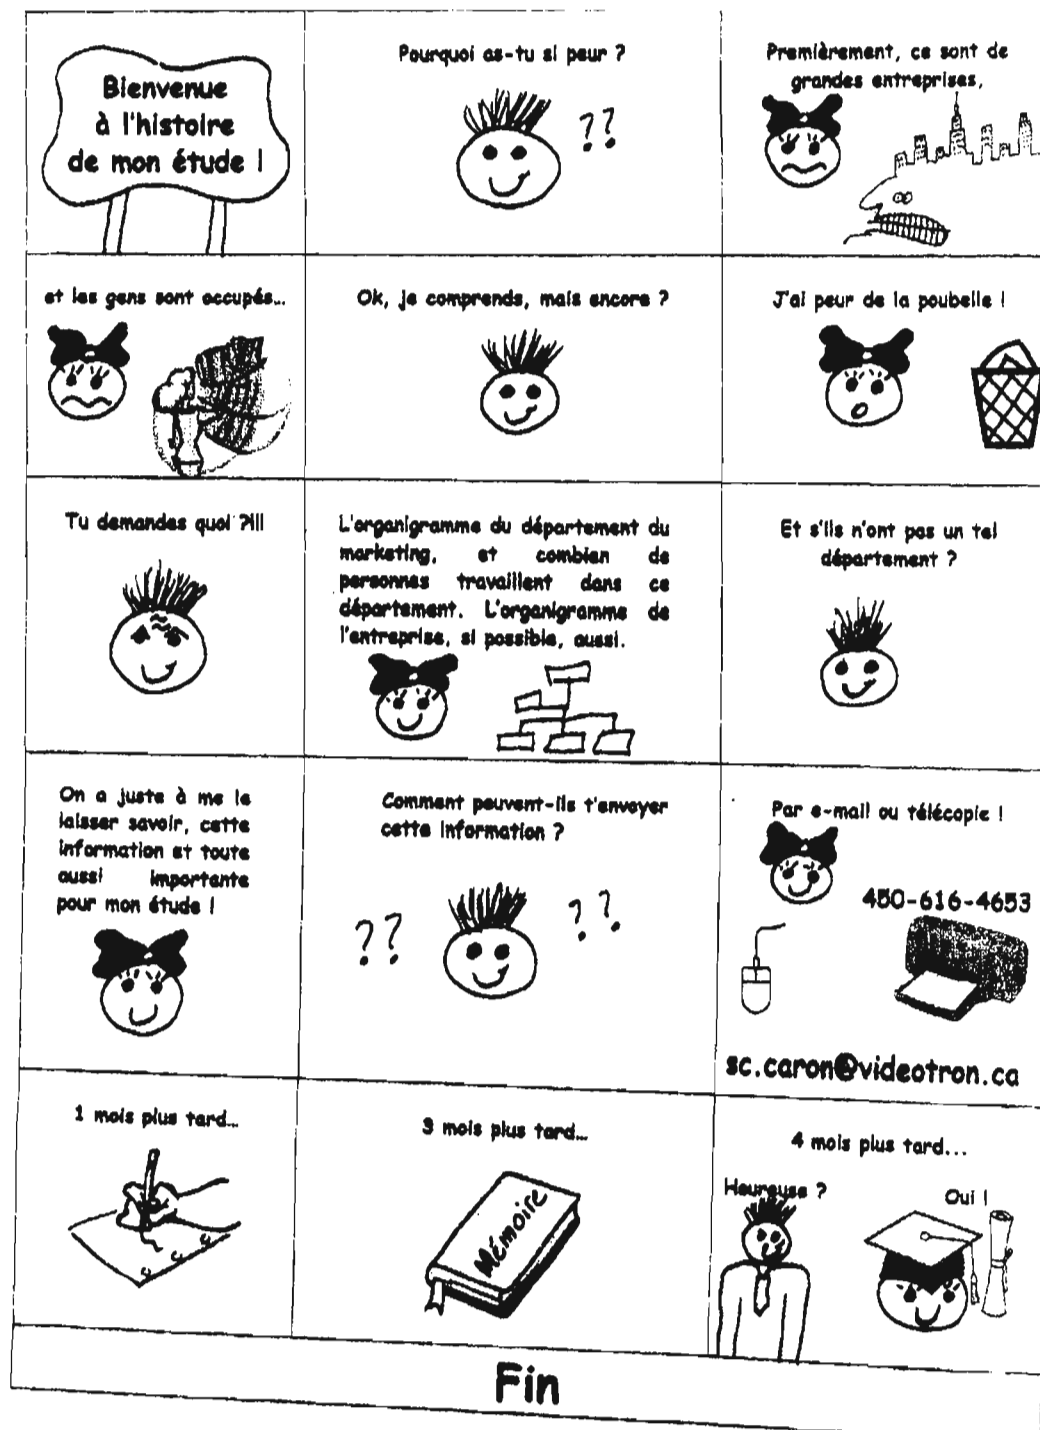 Bienvenue
à l'histoire
de mon étude !
Pourquoi as-tu si peur ?
??
Premièrement, ce sont de
grandes entreprises,
et les gens sont occupés...
Ok, je comprends, mais encore ?
J'ai peur de la poubelle !
Tu demandes quoi ?!!!
L'organigramme du département du
marketing, et combien de
personnes travaillent dans ce
département. L'organigramme de
l'entreprise, si possible, aussi.
Et s'ils n'ont pas un tel
département ?
On a juste à me le
laisser savoir, cette
information et toute
aussi importante
pour mon étude !
Comment peuvent-ils t'envoyer
cette information ?
?? ??
Par e-mail ou télécopie !
450-616-4653
sc.caron@videotron.ca
1 mois plus tard...
3 mois plus tard...
Mémoire
4 mois plus tard...
Heureuse ?
Oui !
Fin